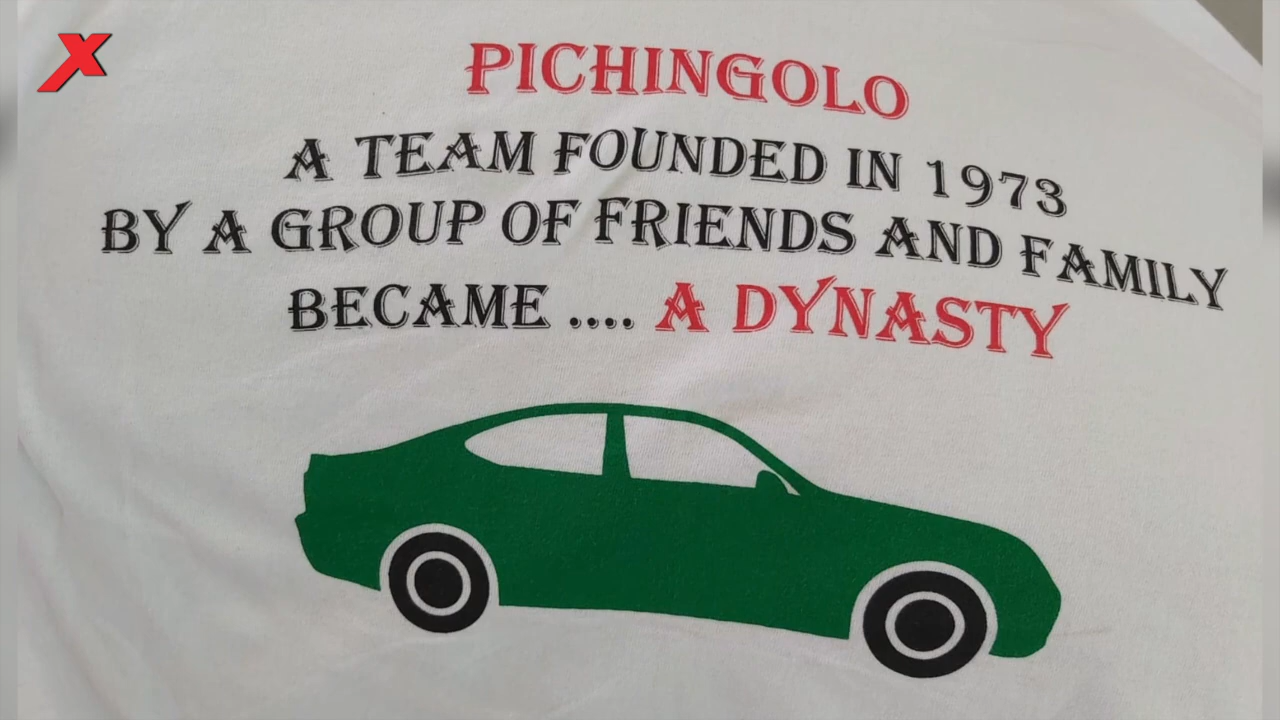 X
PICHINGOLO
A TEAM FOUNDED IN 1973
BY A GROUP OF FRIENDS AND FAMILY
BECAME .... A DYNASTY